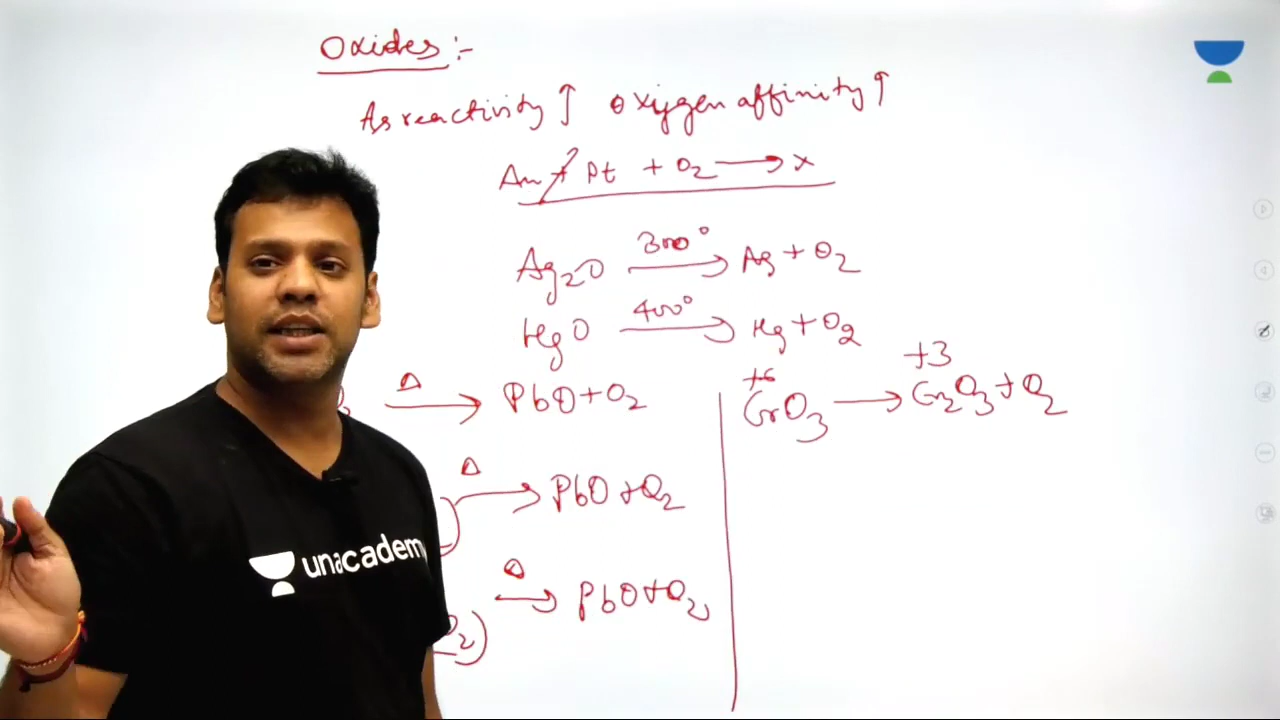 Oxides :-
As reactivity ↑ oxygen affinity ↑
Au + Pt + O2 → x
Ag2O 300° → Ag + O2
HgO 400° → Hg + O2
Δ → PbO + O2
+6 +3
CrO3 → Cr2O3 + O2
Δ → PbO + O2
O2) Δ → PbO + O2
unacademy